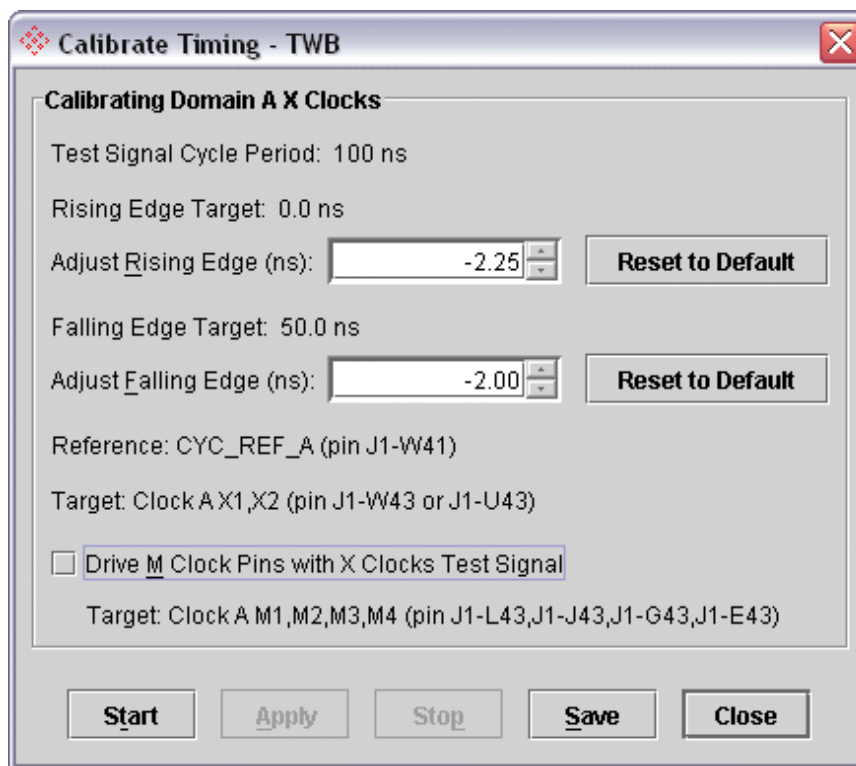 Calibrate Timing - TWB
Calibrating Domain A X Clocks
Test Signal Cycle Period: 100 ns
Rising Edge Target: 0.0 ns
Adjust Rising Edge (ns): -2.25 Reset to Default
Falling Edge Target: 50.0 ns
Adjust Falling Edge (ns): -2.00 Reset to Default
Reference: CYC_REF_A (pin J1-W41)
Target: Clock A X1,X2 (pin J1-W43 or J1-U43)
Drive M Clock Pins with X Clocks Test Signal
Target: Clock A M1,M2,M3,M4 (pin J1-L43,J1-J43,J1-G43,J1-E43)
Start Apply Stop Save Close